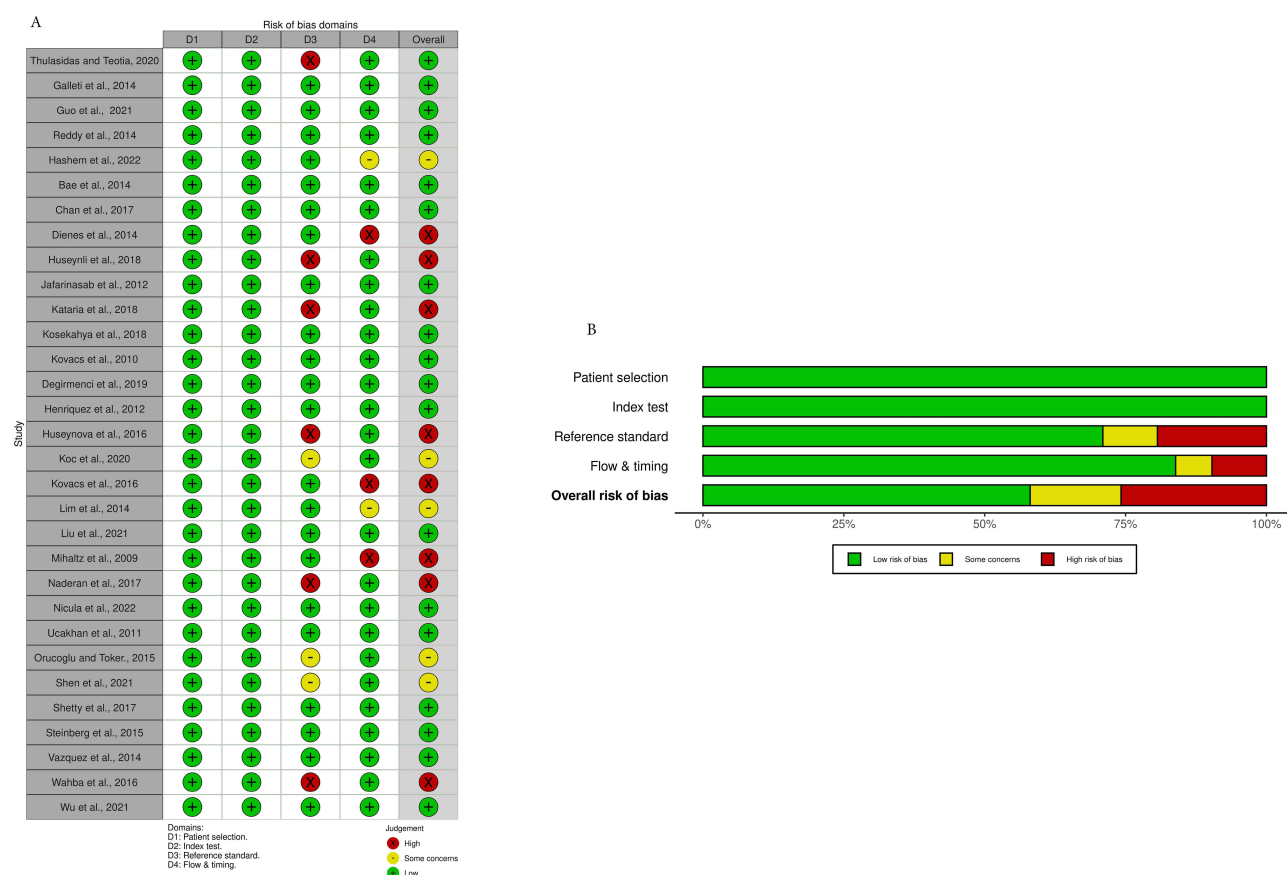 A
Risk of bias domains
D1 D2 D3 D4 Overall
Thulasidas and Teotia, 2020 + + X + +
Galleti et al., 2014 + + + + +
Guo et al., 2021 + + + + +
Reddy et al., 2014 + + + + +
Hashem et al., 2022 + + + - -
Bae et al., 2014 + + + + +
Chan et al., 2017 + + + + +
Dienes et al., 2014 + + + X X
Huseynli et al., 2018 + + X + X
Jafarinasab et al., 2012 + + + + +
Kataria et al., 2018 + + X + X
Kosekahya et al., 2018 + + + + +
Kovacs et al., 2010 + + + + +
Degirmenci et al., 2019 + + + + +
Henriquez et al., 2012 + + + + +
Huseynova et al., 2016 + + X + X
Koc et al., 2020 + + - + -
Kovacs et al., 2016 + + + X X
Lim et al., 2014 + + + - -
Liu et al., 2021 + + + + +
Mihaltz et al., 2009 + + + X X
Naderan et al., 2017 + + X + X
Nicula et al., 2022 + + + + +
Ucakhan et al., 2011 + + + + +
Orucoglu and Toker., 2015 + + - + -
Shen et al., 2021 + + - + -
Shetty et al., 2017 + + + + +
Steinberg et al., 2015 + + + + +
Vazquez et al., 2014 + + + + +
Wahba et al., 2016 + + X + X
Wu et al., 2021 + + + + +
Study
Domains:
D1: Patient selection.
D2: Index test.
D3: Reference standard.
D4: Flow & timing.
Judgement
X High
- Some concerns
+ Low
B
Patient selection
Index test
Reference standard
Flow & timing
Overall risk of bias
0% 25% 50% 75% 100%
Low risk of bias Some concerns High risk of bias